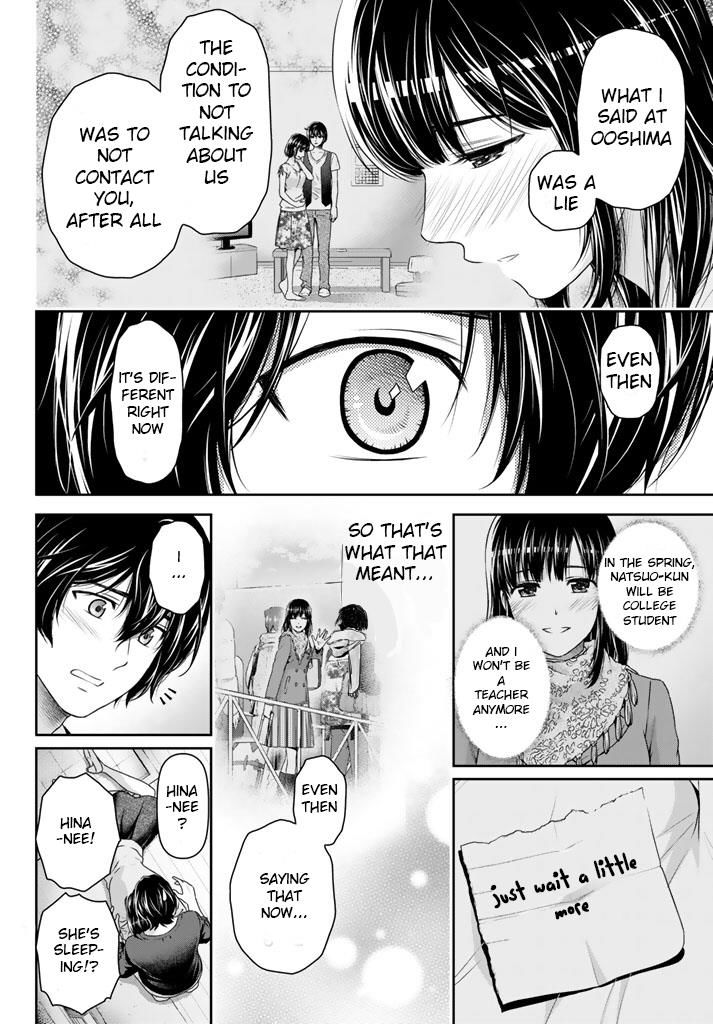 WHAT I
SAID AT
OOSHIMA
WAS A
LIE
THE
CONDI-
TION TO
NOT
TALKING
ABOUT
US
WAS TO
NOT
CONTACT
YOU,
AFTER ALL
EVEN
THEN
IT'S DIF-
FERENT
RIGHT
NOW
IN THE SPRING,
NATSUO-KUN
WILL BE
COLLEGE
STUDENT
AND I
WON'T BE
A
TEACHER
ANYMORE
...
just wait a little
more
SO THAT'S
WHAT THAT
MEANT...
EVEN
THEN
SAYING
THAT
NOW...
I
...
HINA
-NEE
?
HINA
-NEE!
SHE'S
SLEEP-
ING!?